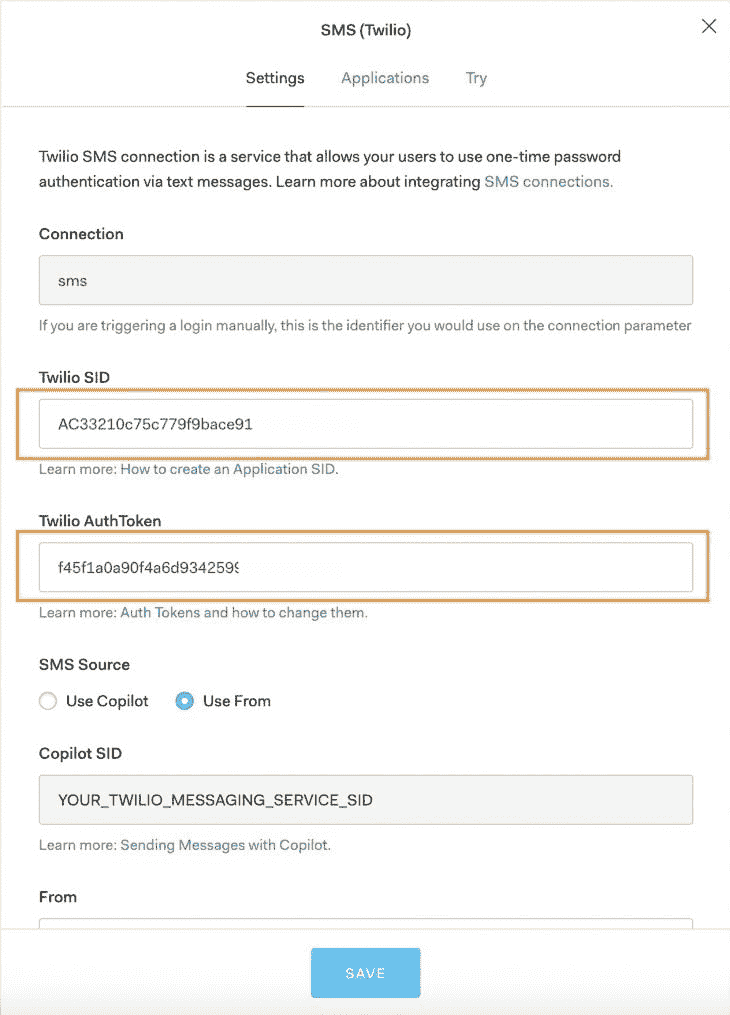 SMS (Twilio)
Settings Applications Try
Twilio SMS connection is a service that allows your users to use one-time password
authentication via text messages. Learn more about integrating SMS connections.
Connection
sms
If you are triggering a login manually, this is the identifier you would use on the connection parameter
Twilio SID
AC33210c75c779f9bace91
Learn more: How to create an Application SID.
Twilio AuthToken
f45f1a0a90f4a6d9342599
Learn more: Auth Tokens and how to change them.
SMS Source
Use Copilot Use From
Copilot SID
YOUR_TWILIO_MESSAGING_SERVICE_SID
Learn more: Sending Messages with Copilot.
From
SAVE